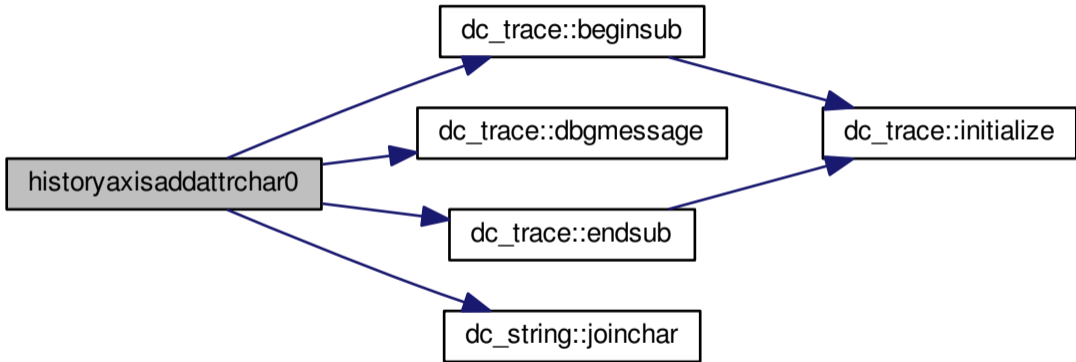 dc_trace::beginsub
dc_trace::dbgmessage
dc_trace::initialize
historyaxisaddattrchar0
dc_trace::endsub
dc_string::joinchar